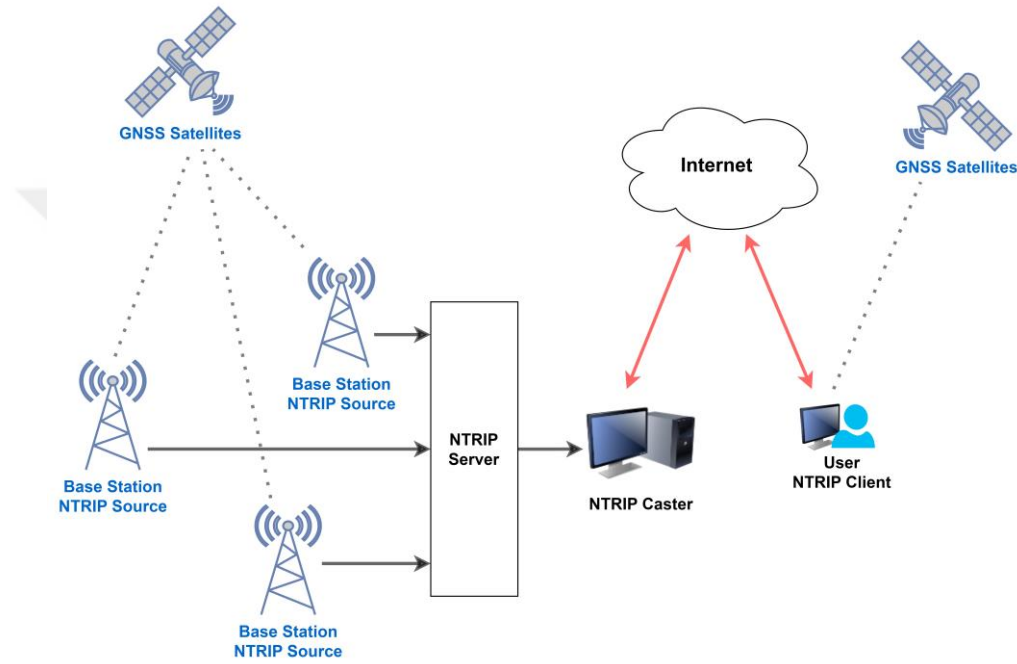 GNSS Satellites
Internet
GNSS Satellites
Base Station
NTRIP Source
Base Station
NTRIP Source
Base Station
NTRIP Source
NTRIP
Server
NTRIP Caster
User
NTRIP Client